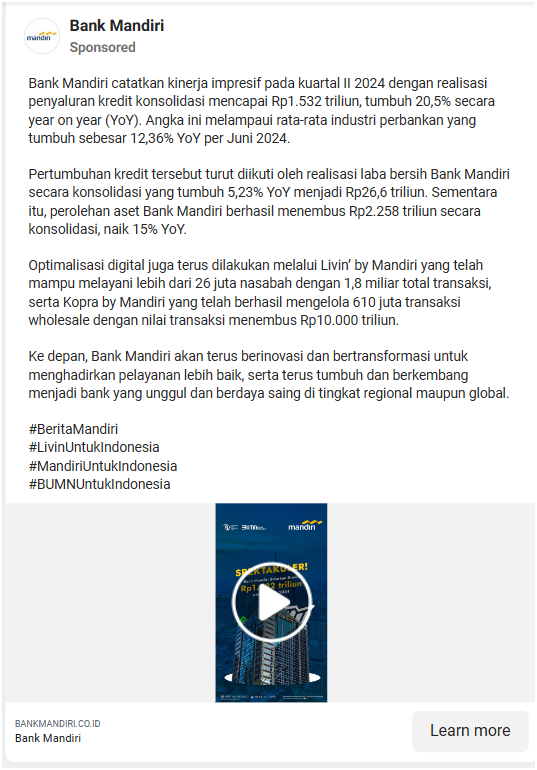 mandiri
Bank Mandiri
Sponsored
Bank Mandiri catatkan kinerja impresif pada kuartal II 2024 dengan realisasi
penyaluran kredit konsolidasi mencapai Rp1.532 triliun, tumbuh 20,5% secara
year on year (YoY). Angka ini melampaui rata-rata industri perbankan yang
tumbuh sebesar 12,36% YoY per Juni 2024.
Pertumbuhan kredit tersebut turut diikuti oleh realisasi laba bersih Bank Mandiri
secara konsolidasi yang tumbuh 5,23% YoY menjadi Rp26,6 triliun. Sementara
itu, perolehan aset Bank Mandiri berhasil menembus Rp2.258 triliun secara
konsolidasi, naik 15% YoY.
Optimalisasi digital juga terus dilakukan melalui Livin’ by Mandiri yang telah
mampu melayani lebih dari 26 juta nasabah dengan 1,8 miliar total transaksi,
serta Kopra by Mandiri yang telah berhasil mengelola 610 juta transaksi
wholesale dengan nilai transaksi menembus Rp10.000 triliun.
Ke depan, Bank Mandiri akan terus berinovasi dan bertransformasi untuk
menghadirkan pelayanan lebih baik, serta terus tumbuh dan berkembang
menjadi bank yang unggul dan berdaya saing di tingkat regional maupun global.
#BeritaMandiri
#LivinUntukIndonesia
#MandiriUntukIndonesia
#BUMNUntukIndonesia
mandiri
SPEKTAKULER!
triliun
2024
BANKMANDIRI.CO.ID
Bank Mandiri
Learn more